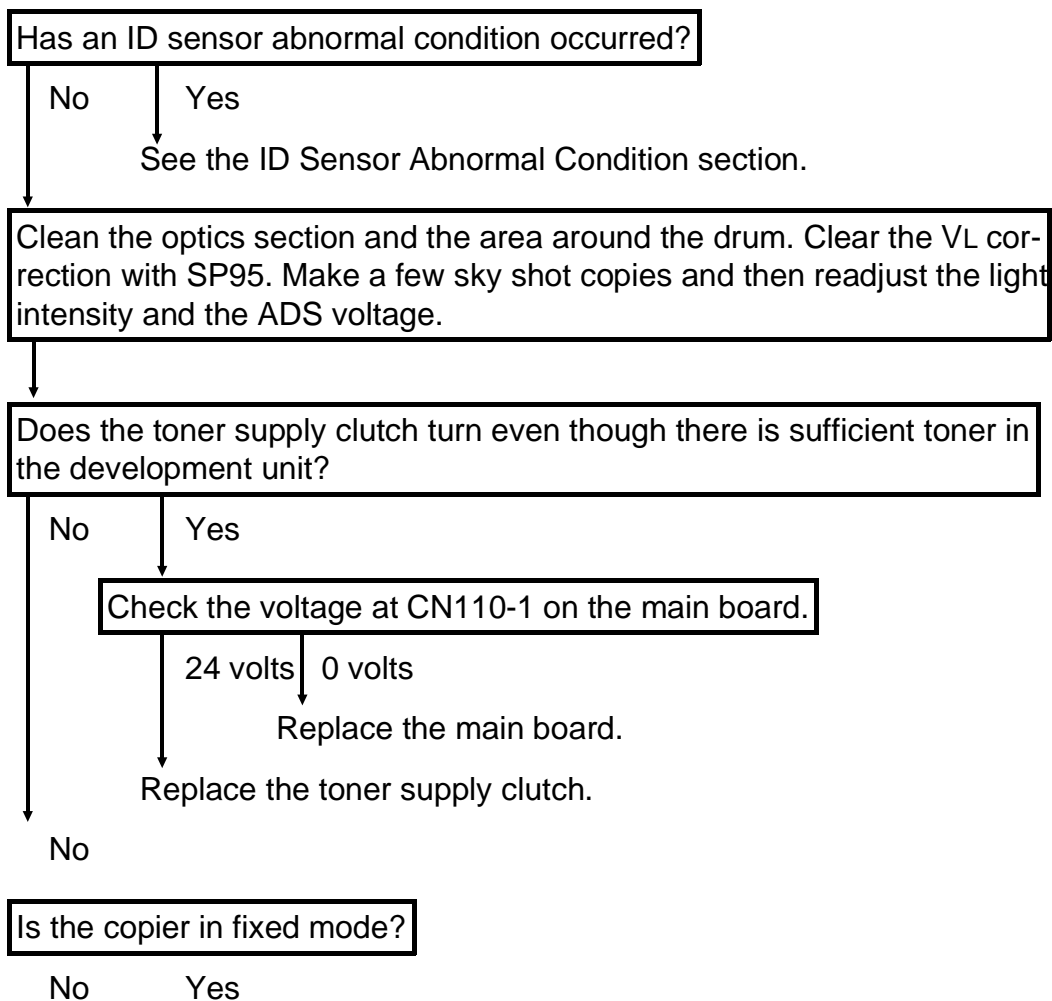 Has an ID sensor abnormal condition occurred?
No Yes
See the ID Sensor Abnormal Condition section.
Clean the optics section and the area around the drum. Clear the VL cor-
rection with SP95. Make a few sky shot copies and then readjust the light
intensity and the ADS voltage.
Does the toner supply clutch turn even though there is sufficient toner in
the development unit?
No Yes
Check the voltage at CN110-1 on the main board.
24 volts 0 volts
Replace the main board.
Replace the toner supply clutch.
No
Is the copier in fixed mode?
No Yes